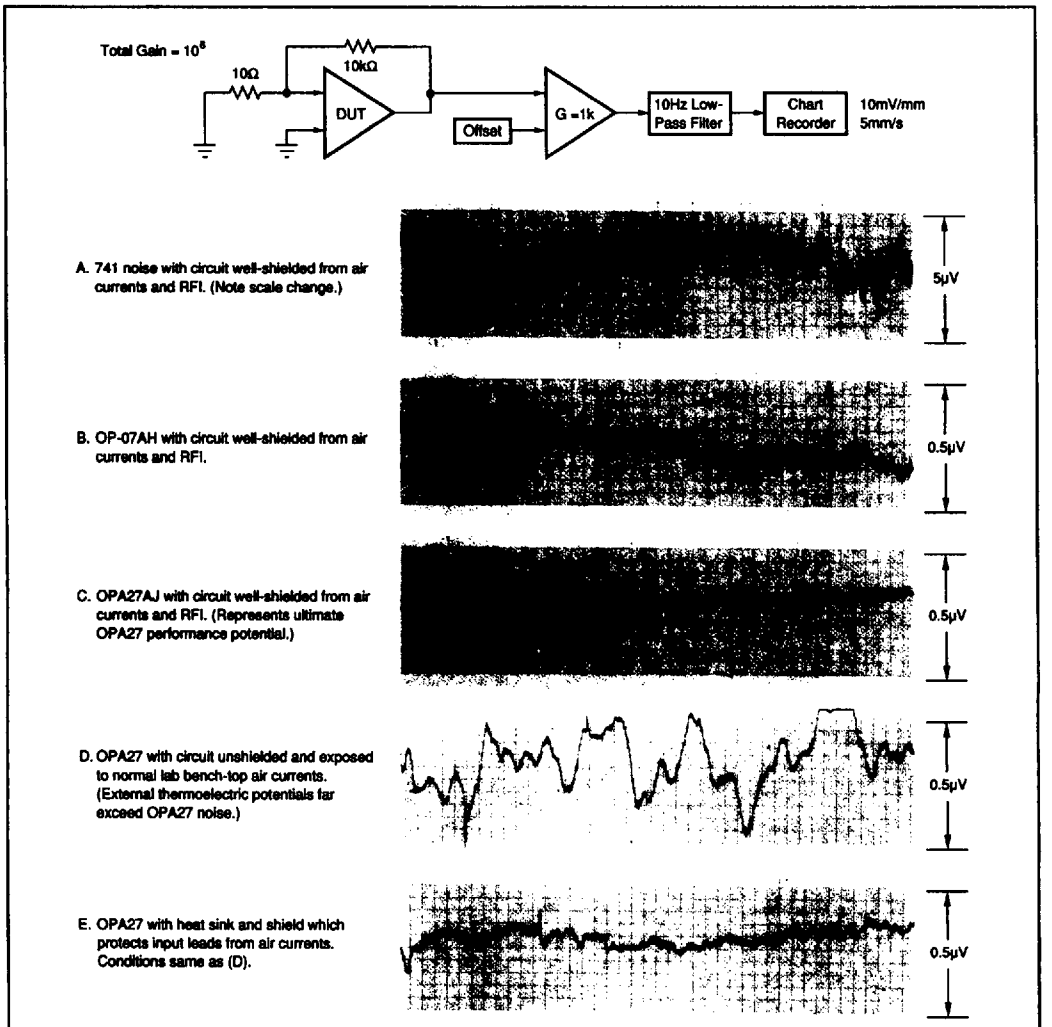 Total Gain = 10⁶
10Ω
10kΩ
DUT
Offset
G =1k
10Hz Low-
Pass Filter
Chart
Recorder
10mV/mm
5mm/s
A. 741 noise with circuit well-shielded from air
currents and RFI. (Note scale change.)
5µV
B. OP-07AH with circuit well-shielded from air
currents and RFI.
0.5µV
C. OPA27AJ with circuit well-shielded from air
currents and RFI. (Represents ultimate
OPA27 performance potential.)
0.5µV
D. OPA27 with circuit unshielded and exposed
to normal lab bench-top air currents.
(External thermoelectric potentials far
exceed OPA27 noise.)
0.5µV
E. OPA27 with heat sink and shield which
protects input leads from air currents.
Conditions same as (D).
0.5µV